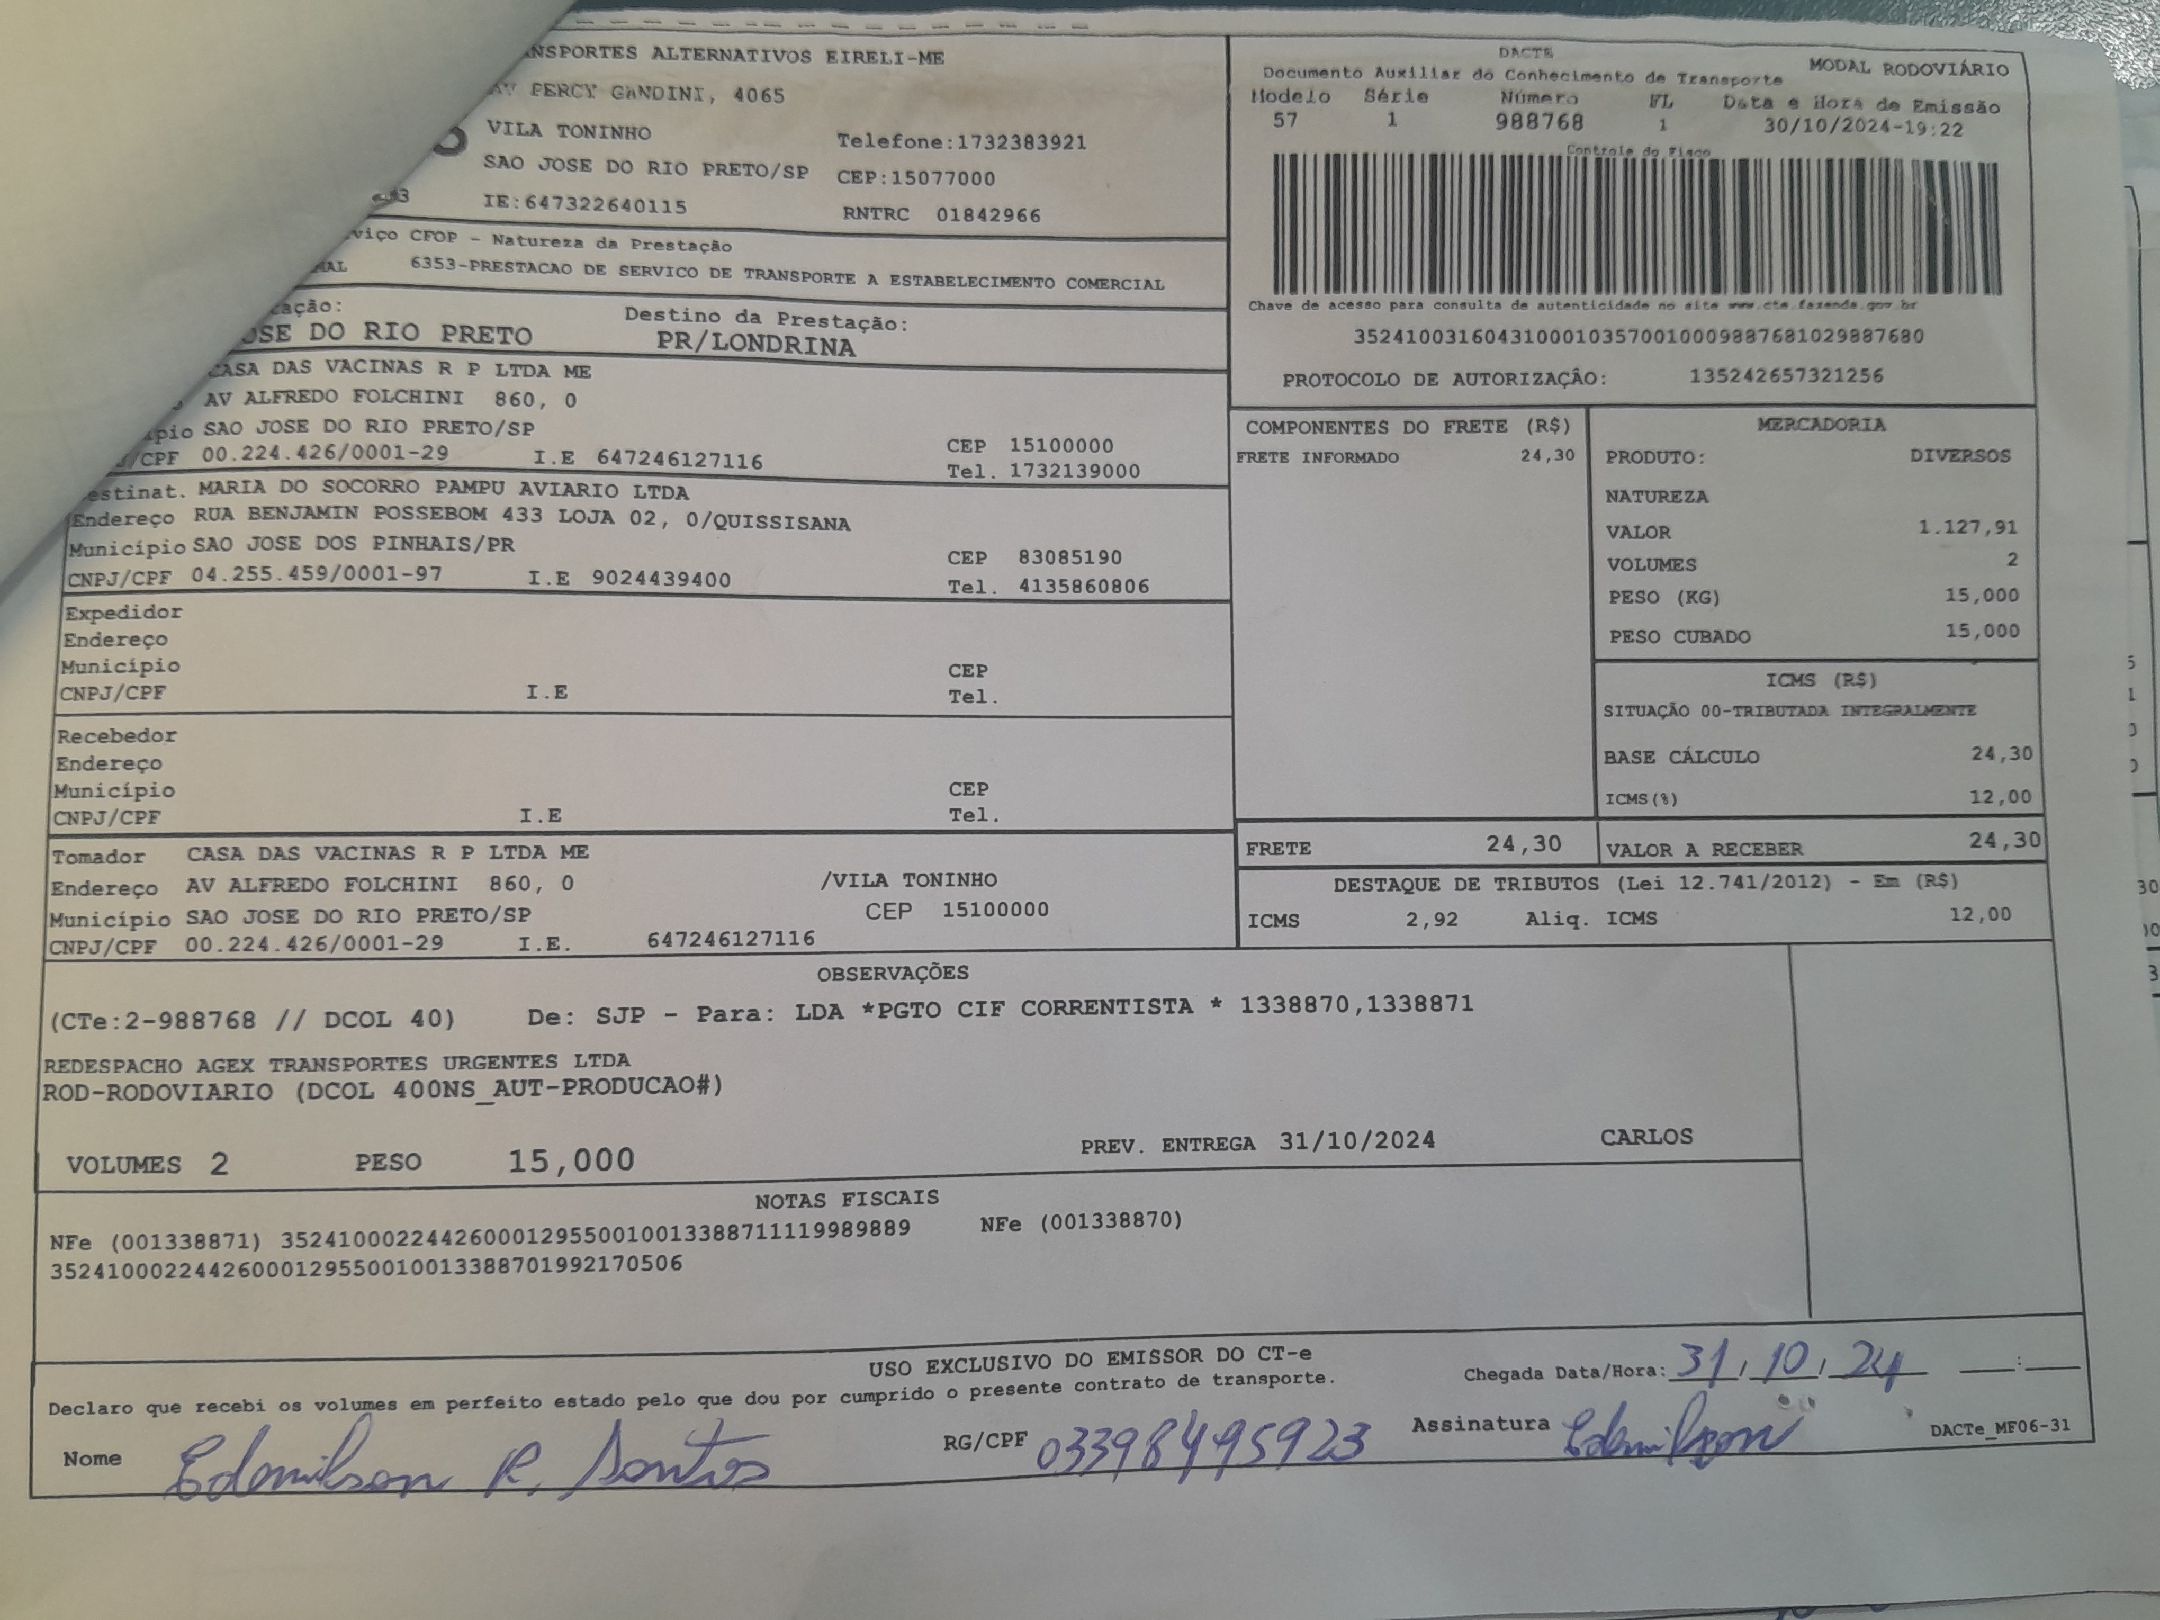 TRANSPORTES ALTERNATIVOS EIRELI-ME
AV PERCY GANDINI, 4065
VILA TONINHO
Telefone:1732383921
SAO JOSE DO RIO PRETO/SP CEP:15077000
IE:647322640115
RNTRC 01842966
CFOP - Natureza da Prestação
6353-PRESTACAO DE SERVICO DE TRANSPORTE A ESTABELECIMENTO COMERCIAL
Destino da Prestação:
JOSE DO RIO PRETO PR/LONDRINA
DACTE
MODAL RODOVIÁRIO
Documento Auxiliar do Conhecimento de Transporte
Modelo Série Número FL Data e Hora de Emissão
57 1 988768 1 30/10/2024-19:22
Controle do Fisco
Chave de acesso para consulta de autenticidade no site www.cte.fazenda.gov.br
35241003160431000103570010009887681029887680
PROTOCOLO DE AUTORIZAÇÃO: 135242657321256
CASA DAS VACINAS R P LTDA ME
AV ALFREDO FOLCHINI 860, 0
SAO JOSE DO RIO PRETO/SP CEP 15100000
/CPF 00.224.426/0001-29 I.E 647246127116 Tel. 1732139000
Destinat. MARIA DO SOCORRO PAMPU AVIARIO LTDA
Endereço RUA BENJAMIN POSSEBOM 433 LOJA 02, 0/QUISSISANA
Município SAO JOSE DOS PINHAIS/PR CEP 83085190
CNPJ/CPF 04.255.459/0001-97 I.E 9024439400 Tel. 4135860806
Expedidor
Endereço
Município CEP
CNPJ/CPF I.E Tel.
Recebedor
Endereço
Município CEP
CNPJ/CPF I.E Tel.
Tomador CASA DAS VACINAS R P LTDA ME
Endereço AV ALFREDO FOLCHINI 860, 0 /VILA TONINHO
Município SAO JOSE DO RIO PRETO/SP CEP 15100000
CNPJ/CPF 00.224.426/0001-29 I.E. 647246127116
COMPONENTES DO FRETE (R$)
FRETE INFORMADO 24,30
MERCADORIA
PRODUTO: DIVERSOS
NATUREZA
VALOR 1.127,91
VOLUMES 2
PESO (KG) 15,000
PESO CUBADO 15,000
ICMS (R$)
SITUAÇÃO 00-TRIBUTADA INTEGRALMENTE
BASE CÁLCULO 24,30
ICMS(%) 12,00
FRETE 24,30 VALOR A RECEBER 24,30
DESTAQUE DE TRIBUTOS (Lei 12.741/2012) - Em (R$)
ICMS 2,92 Aliq. ICMS 12,00
OBSERVAÇÕES
(CTe:2-988768 // DCOL 40) De: SJP - Para: LDA *PGTO CIF CORRENTISTA * 1338870,1338871
REDESPACHO AGEX TRANSPORTES URGENTES LTDA
ROD-RODOVIARIO (DCOL 400NS_AUT-PRODUCAO#)
VOLUMES 2 PESO 15,000 PREV. ENTREGA 31/10/2024 CARLOS
NOTAS FISCAIS
NFe (001338871) 35241000224426000129550010013388711119989889 NFe (001338870)
35241000224426000129550010013388701992170506
USO EXCLUSIVO DO EMISSOR DO CT-e
Declaro que recebi os volumes em perfeito estado pelo que dou por cumprido o presente contrato de transporte.
Chegada Data/Hora: 31/10/24 __:__
Nome Edemilson R. Santos RG/CPF 03398495923 Assinatura Edemilson
DACTe_MF06-31